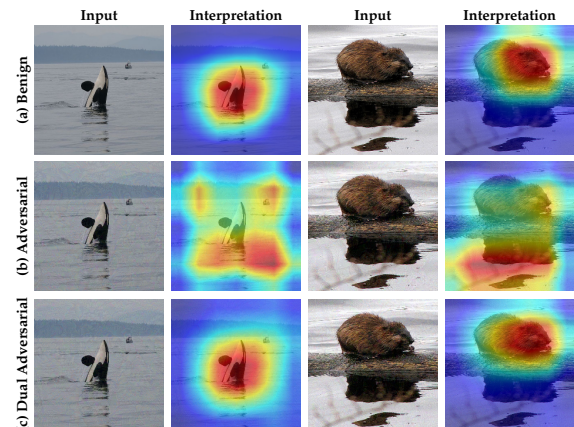 Input Interpretation Input Interpretation
(a) Benign
(b) Adversarial
c) Dual Adversarial